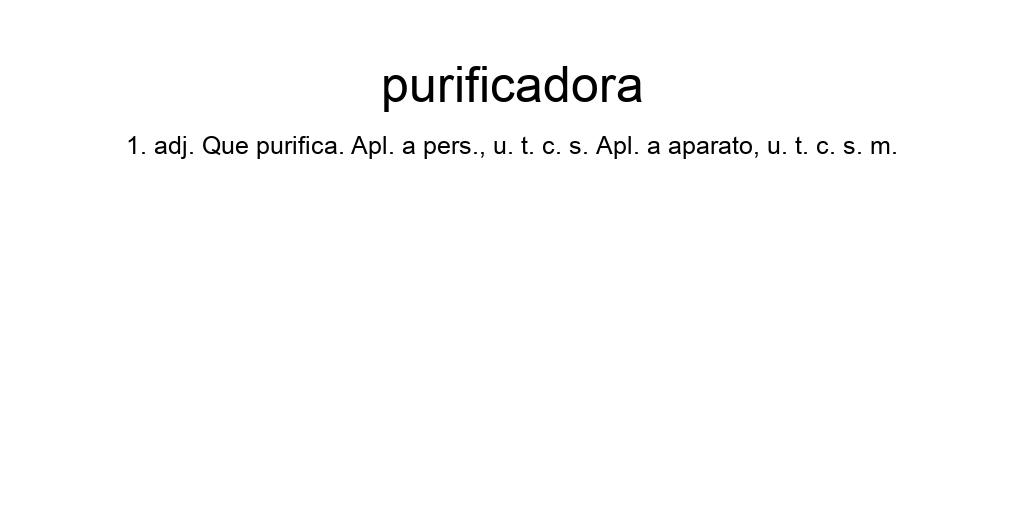 purificadora
1. adj. Que purifica. Apl. a pers., u. t. c. s. Apl. a aparato, u. t. c. s. m.